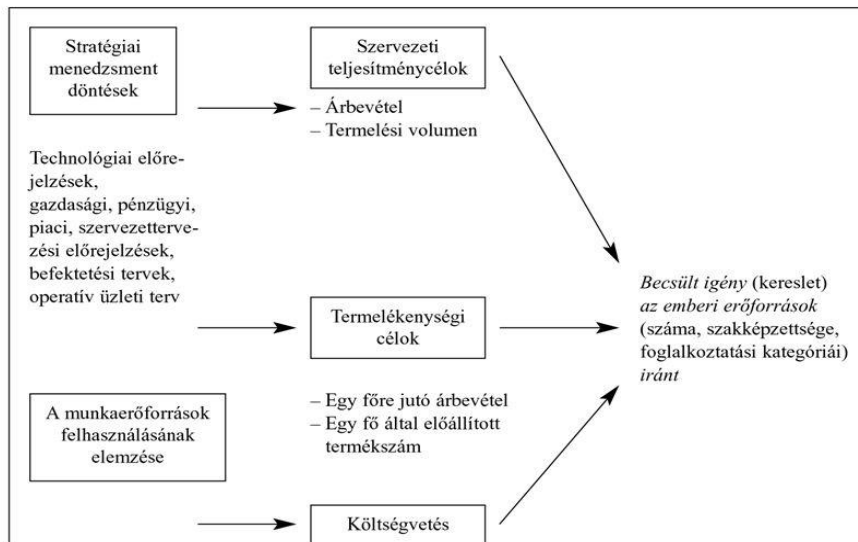 Stratégiai
menedzsment
döntések
Technológiai előre-
jelzések,
gazdasági, pénzügyi,
piaci, szervezetterve-
zési előrejelzések,
befektetési tervek,
operatív üzleti terv
A munkaerőforrások
felhasználásának
elemzése
Szervezeti
teljesítménycélok
– Árbevétel
– Termelési volumen
Termelékenységi
célok
– Egy főre jutó árbevétel
– Egy fő által előállított
termékszám
Költségvetés
Becsült igény (kereslet)
az emberi erőforrások
(száma, szakképzettsége,
foglalkoztatási kategóriái)
iránt